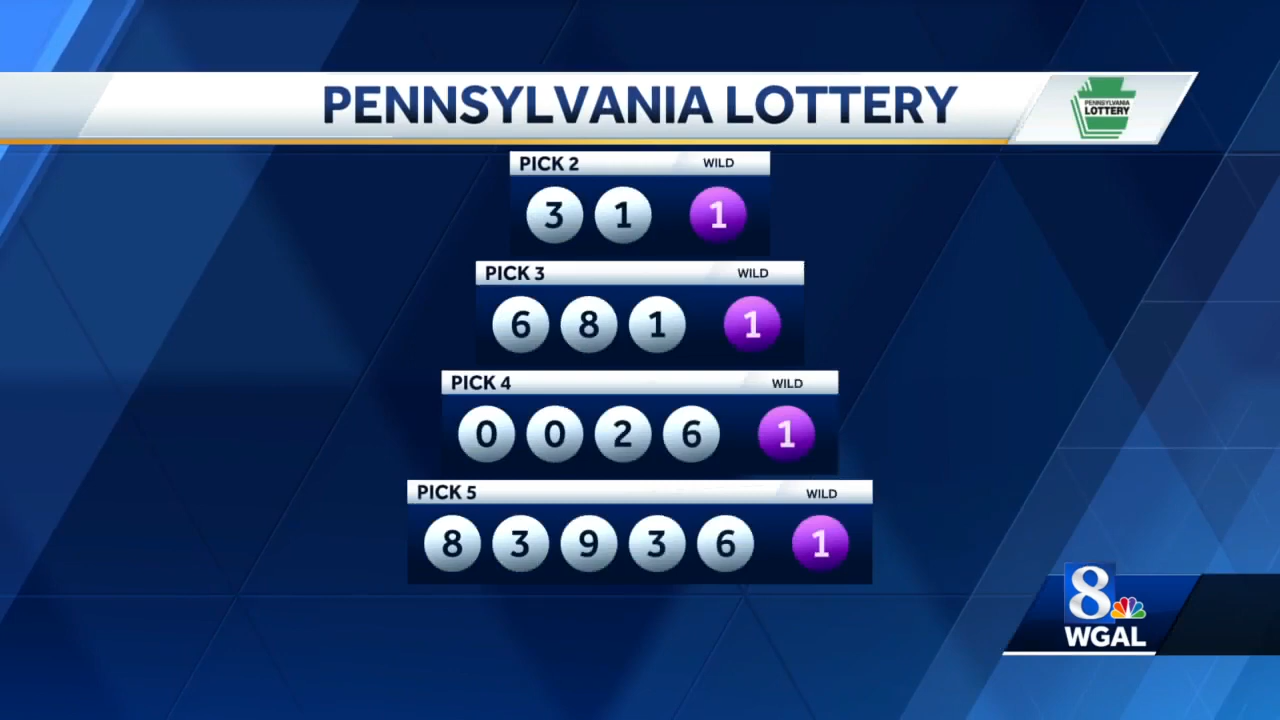 PENNSYLVANIA LOTTERY
PENNSYLVANIA
LOTTERY
PICK 2 WILD
3 1 1
PICK 3 WILD
6 8 1 1
PICK 4 WILD
0 0 2 6 1
PICK 5 WILD
8 3 9 3 6 1
8
WGAL